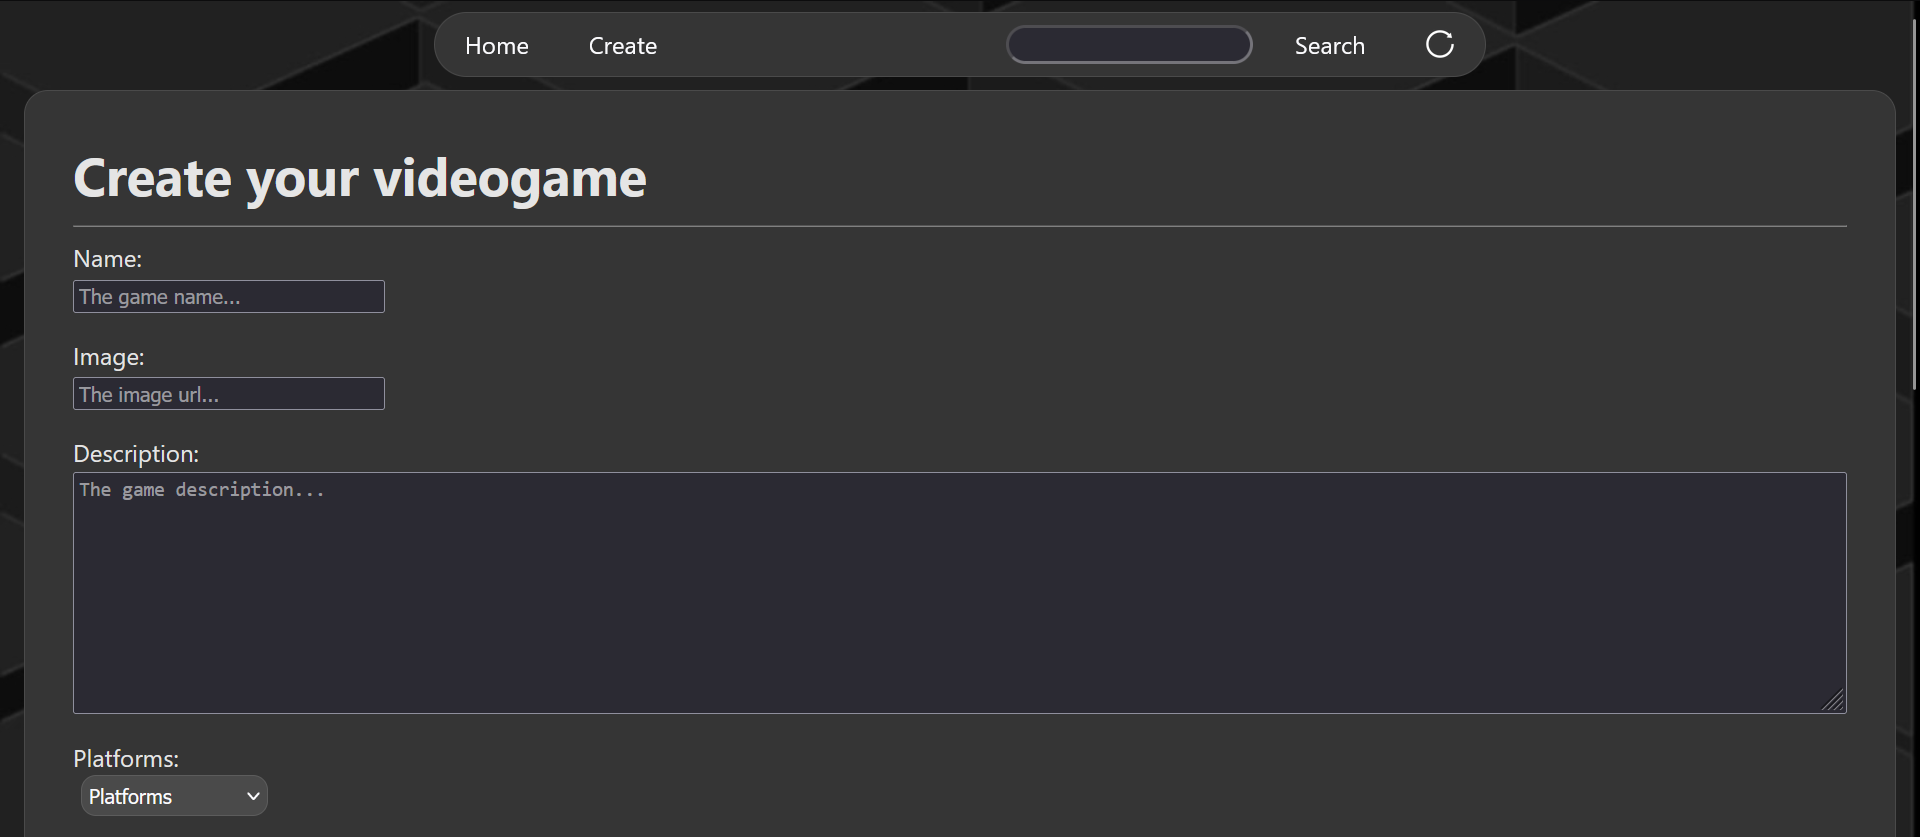 Home Create Search
Create your videogame
Name:
The game name...
Image:
The image url...
Description:
The game description...
Platforms:
Platforms